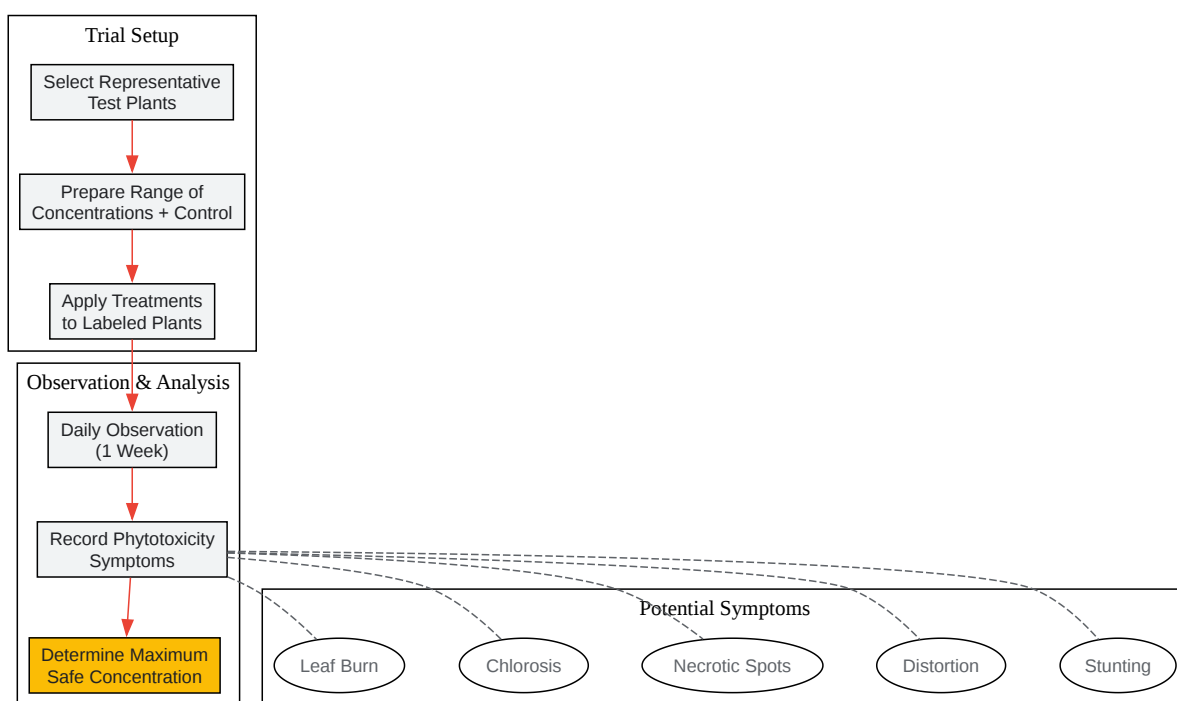 Trial Setup
Select Representative
Test Plants
Prepare Range of
Concentrations + Control
Apply Treatments
to Labeled Plants
Observation & Analysis
Daily Observation
(1 Week)
Record Phytotoxicity
Symptoms
Determine Maximum
Safe Concentration
Potential Symptoms
Leaf Burn
Chlorosis
Necrotic Spots
Distortion
Stunting